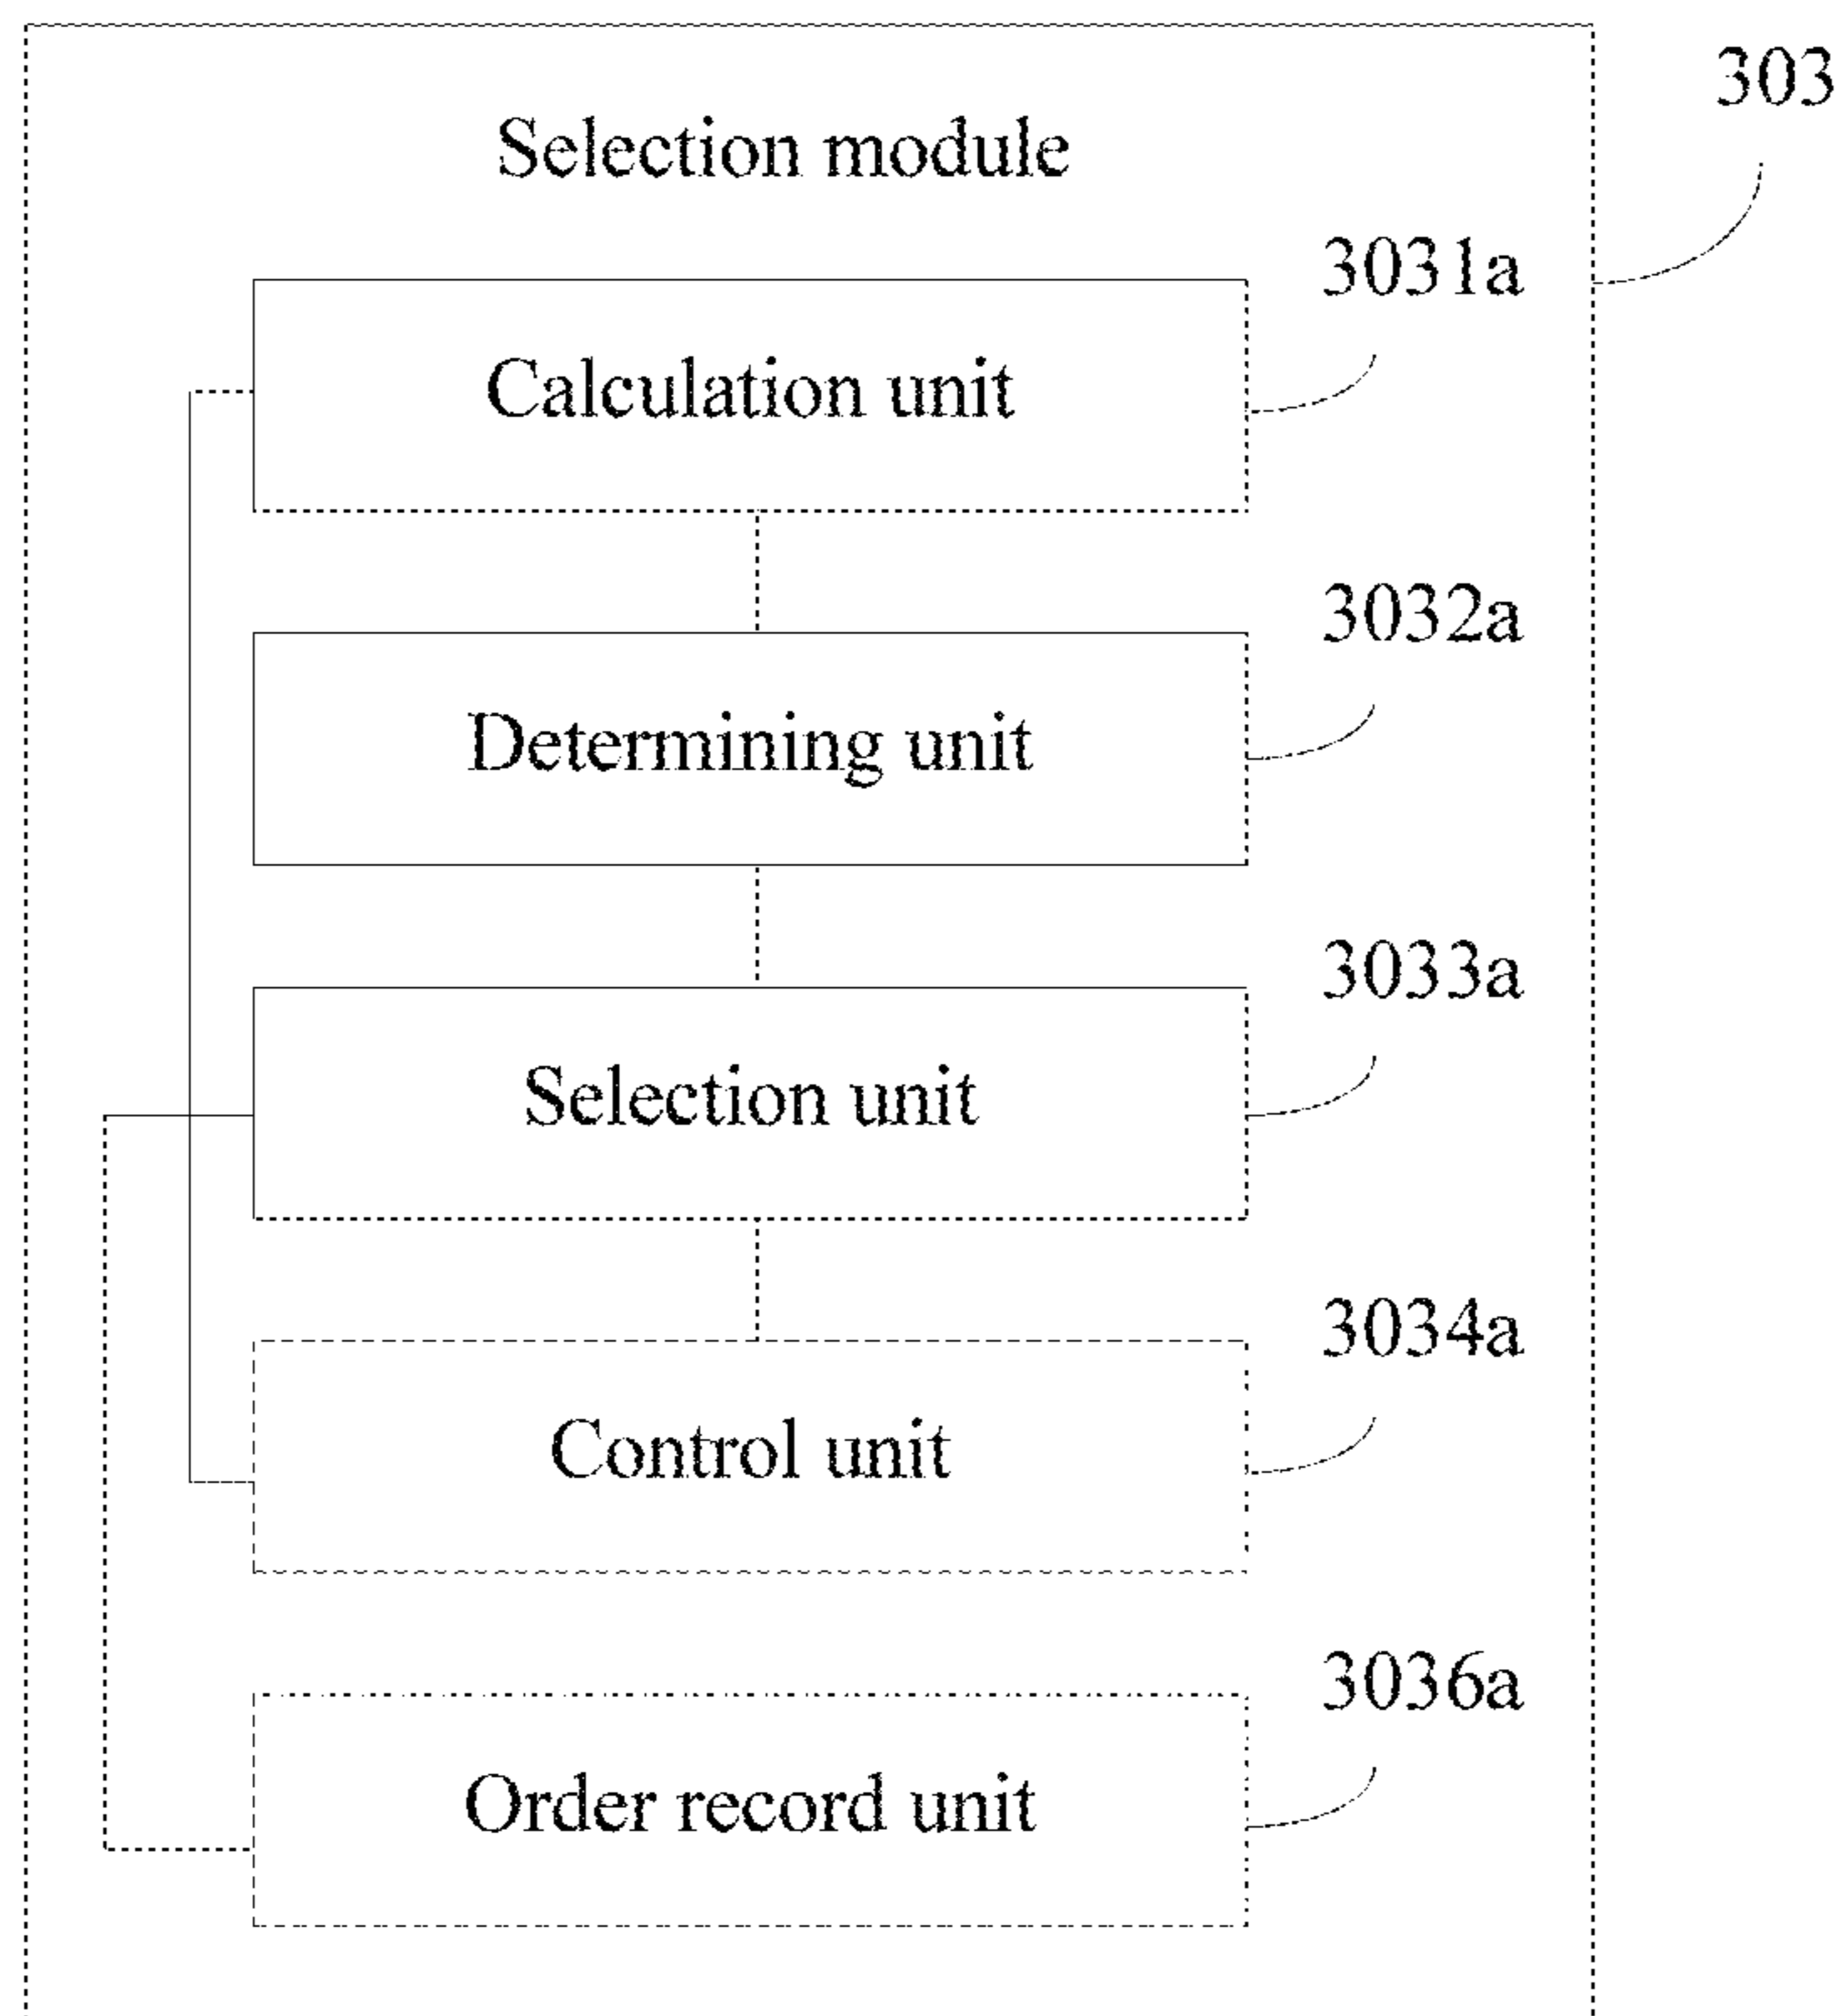 303
Selection module
3031a
Calculation unit
3032a
Determining unit
3033a
Selection unit
3034a
Control unit
3036a
Order record unit